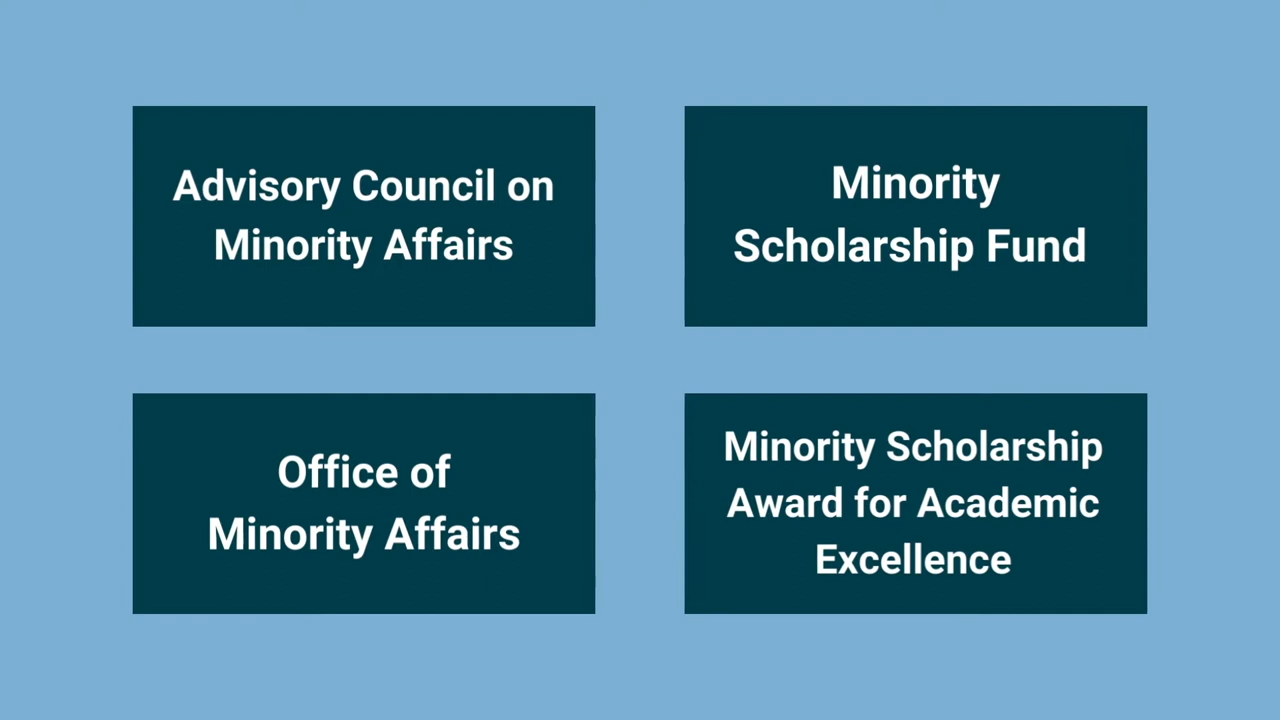 Advisory Council on
Minority Affairs
Minority
Scholarship Fund
Office of
Minority Affairs
Minority Scholarship
Award for Academic
Excellence